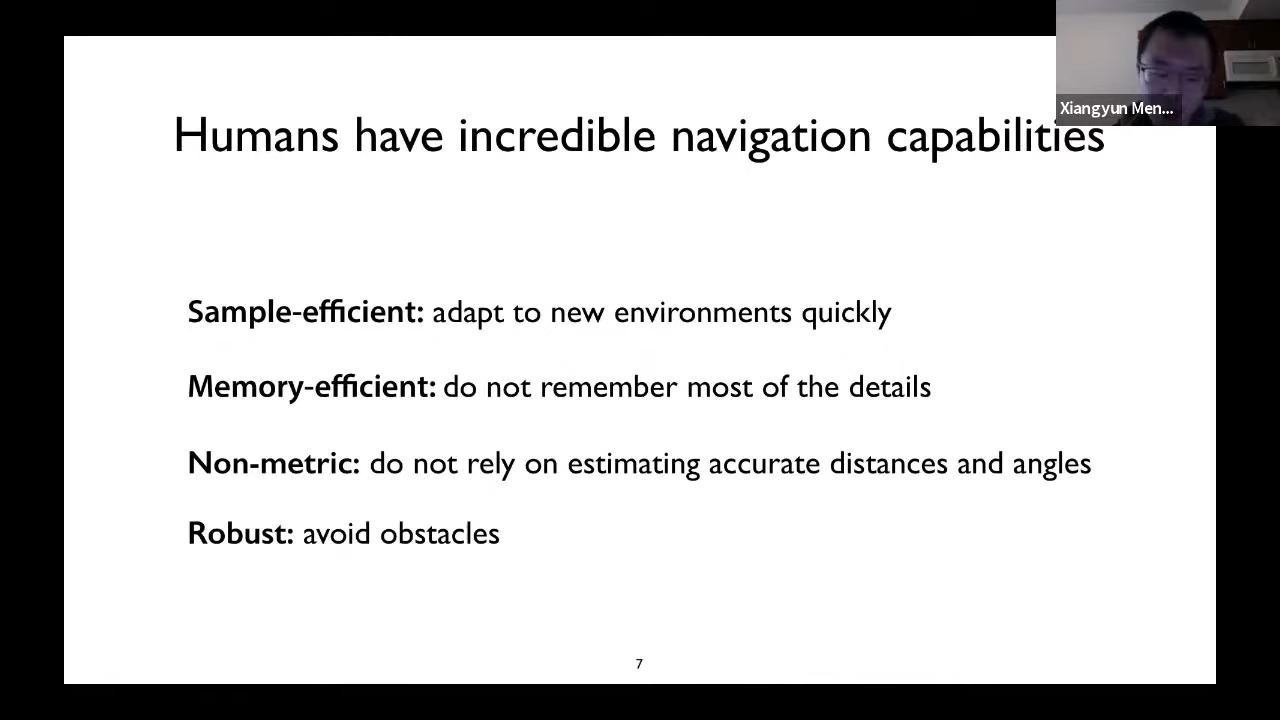 Xiangyun Men...
Humans have incredible navigation capabilities
Sample-efficient: adapt to new environments quickly
Memory-efficient: do not remember most of the details
Non-metric: do not rely on estimating accurate distances and angles
Robust: avoid obstacles
7